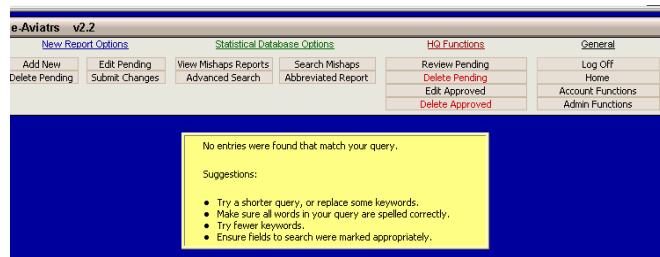 e-Aviatrs v2.2
New Report Options Statistical Database Options HQ Functions General
Add New Edit Pending View Mishaps Reports Search Mishaps Review Pending Log Off
Delete Pending Submit Changes Advanced Search Abbreviated Report Delete Pending Home
Edit Approved Account Functions
Delete Approved Admin Functions
No entries were found that match your query.
Suggestions:
• Try a shorter query, or replace some keywords.
• Make sure all words in your query are spelled correctly.
• Try fewer keywords.
• Ensure fields to search were marked appropriately.